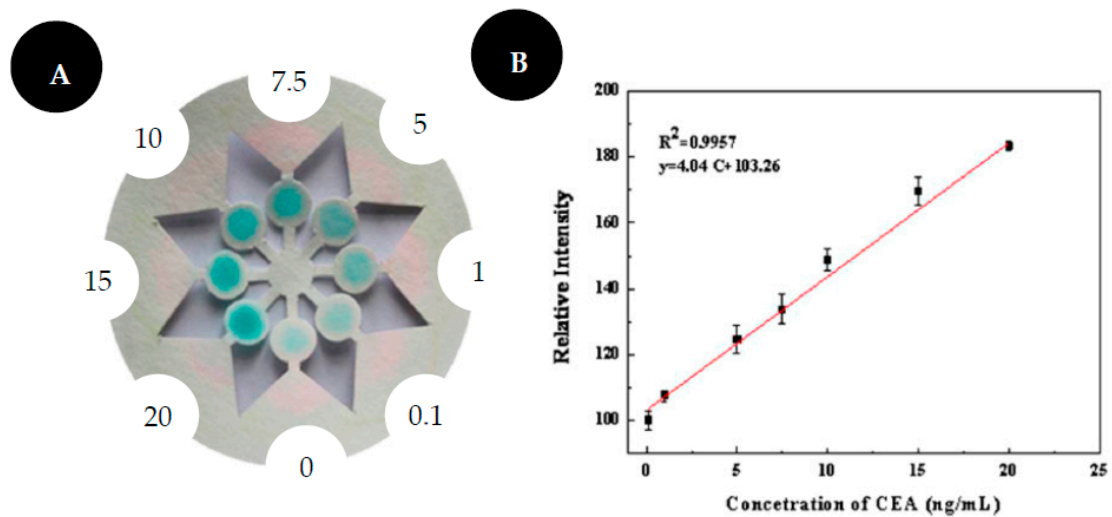 A
7.5
5
10
1
15
0.1
20
0
B
200
180
160
140
120
100
R²=0.9957
y=4.04 C+103.26
Relative Intensity
0 5 10 15 20 25
Concetration of CEA (ng/mL)